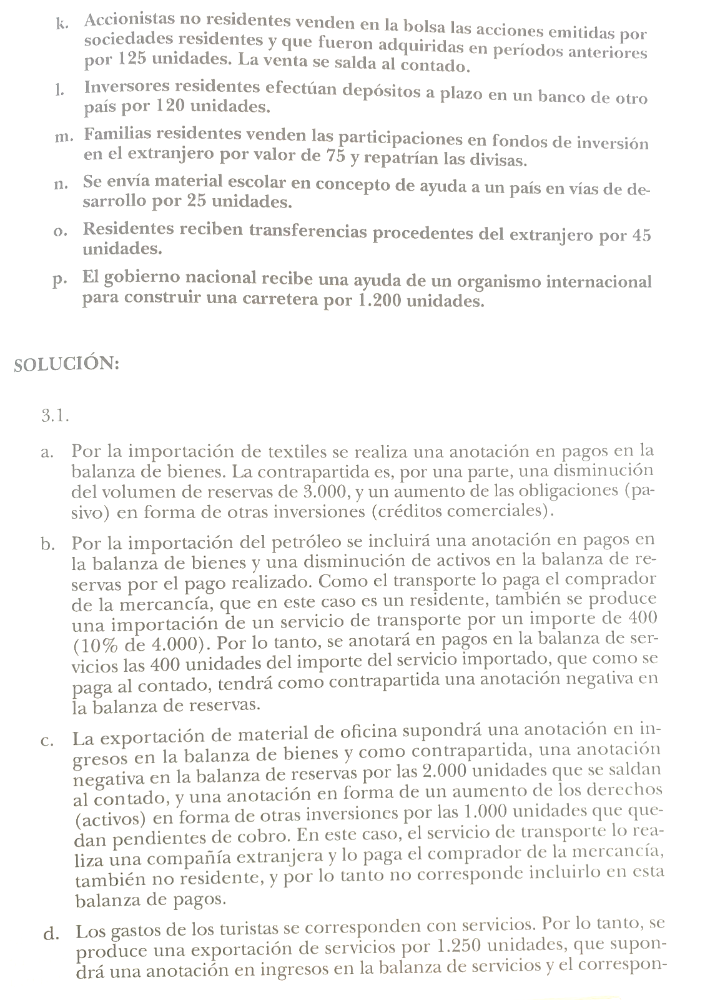 k. Accionistas no residentes venden en la bolsa las acciones emitidas por
sociedades residentes y que fueron adquiridas en períodos anteriores
por 125 unidades. La venta se salda al contado.
l. Inversores residentes efectúan depósitos a plazo en un banco de otro
país por 120 unidades.
m. Familias residentes venden las participaciones en fondos de inversión
en el extranjero por valor de 75 y repatrían las divisas.
n. Se envía material escolar en concepto de ayuda a un país en vías de de-
sarrollo por 25 unidades.
o. Residentes reciben transferencias procedentes del extranjero por 45
unidades.
p. El gobierno nacional recibe una ayuda de un organismo internacional
para construir una carretera por 1.200 unidades.
SOLUCIÓN:
3.1.
a. Por la importación de textiles se realiza una anotación en pagos en la
balanza de bienes. La contrapartida es, por una parte, una disminución
del volumen de reservas de 3.000, y un aumento de las obligaciones (pa-
sivo) en forma de otras inversiones (créditos comerciales).
b. Por la importación del petróleo se incluirá una anotación en pagos en
la balanza de bienes y una disminución de activos en la balanza de re-
servas por el pago realizado. Como el transporte lo paga el comprador
de la mercancía, que en este caso es un residente, también se produce
una importación de un servicio de transporte por un importe de 400
(10% de 4.000). Por lo tanto, se anotará en pagos en la balanza de ser-
vicios las 400 unidades del importe del servicio importado, que como se
paga al contado, tendrá como contrapartida una anotación negativa en
la balanza de reservas.
c. La exportación de material de oficina supondrá una anotación en in-
gresos en la balanza de bienes y como contrapartida, una anotación
negativa en la balanza de reservas por las 2.000 unidades que se saldan
al contado, y una anotación en forma de un aumento de los derechos
(activos) en forma de otras inversiones por las 1.000 unidades que que-
dan pendientes de cobro. En este caso, el servicio de transporte lo rea-
liza una compañía extranjera y lo paga el comprador de la mercancía,
también no residente, y por lo tanto no corresponde incluirlo en esta
balanza de pagos.
d. Los gastos de los turistas se corresponden con servicios. Por lo tanto, se
produce una exportación de servicios por 1.250 unidades, que supon-
drá una anotación en ingresos en la balanza de servicios y el correspon-